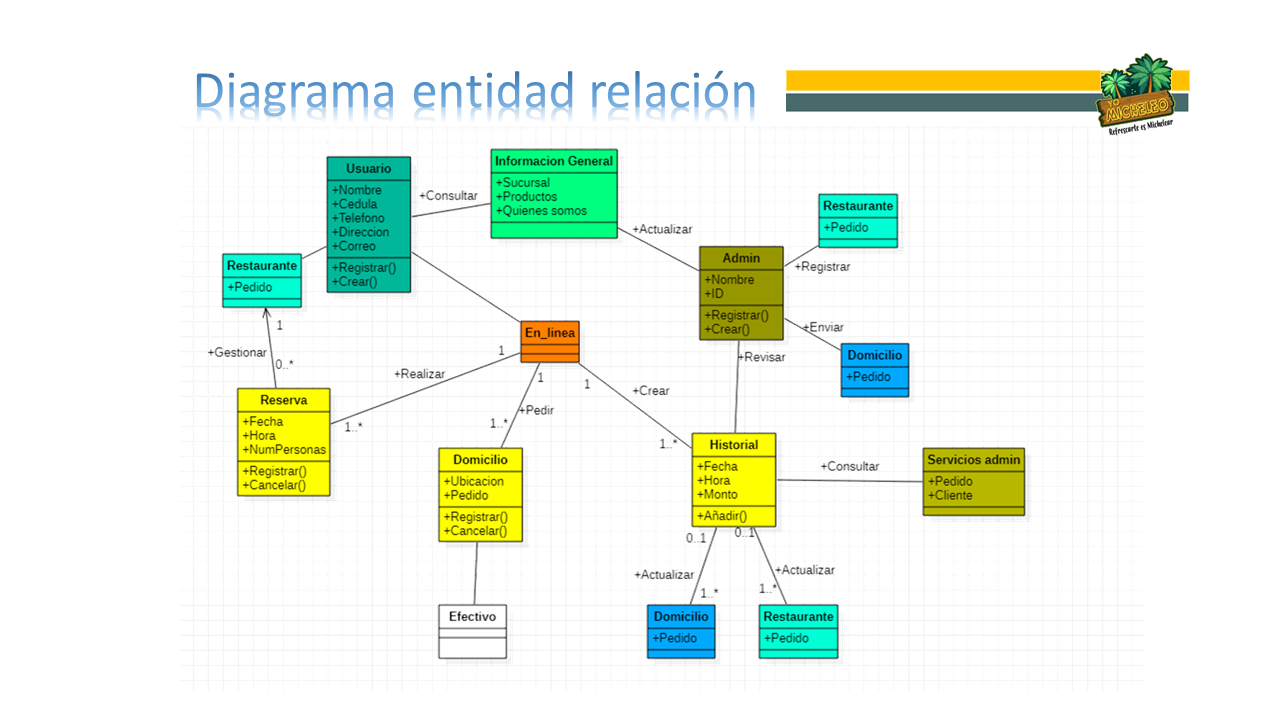 Diagrama entidad relación
MICHELEO
Refrescarte es Michelear
Usuario
+Nombre
+Cedula
+Telefono
+Direccion
+Correo
+Registrar()
+Crear()
+Consultar
Informacion General
+Sucursal
+Productos
+Quienes somos
+Actualizar
Restaurante
+Pedido
+Registrar
Admin
+Nombre
+ID
+Registrar()
+Crear()
+Enviar
Domicilio
+Pedido
+Revisar
Restaurante
+Pedido
1
+Gestionar
0..*
En_linea
1
+Realizar
1..*
1
+Pedir
1..*
1
+Crear
1..*
Reserva
+Fecha
+Hora
+NumPersonas
+Registrar()
+Cancelar()
Domicilio
+Ubicacion
+Pedido
+Registrar()
+Cancelar()
Historial
+Fecha
+Hora
+Monto
+Añadir()
+Consultar
Servicios admin
+Pedido
+Cliente
0..1
0..1
+Actualizar
+Actualizar
1..*
1..*
Efectivo
Domicilio
+Pedido
Restaurante
+Pedido